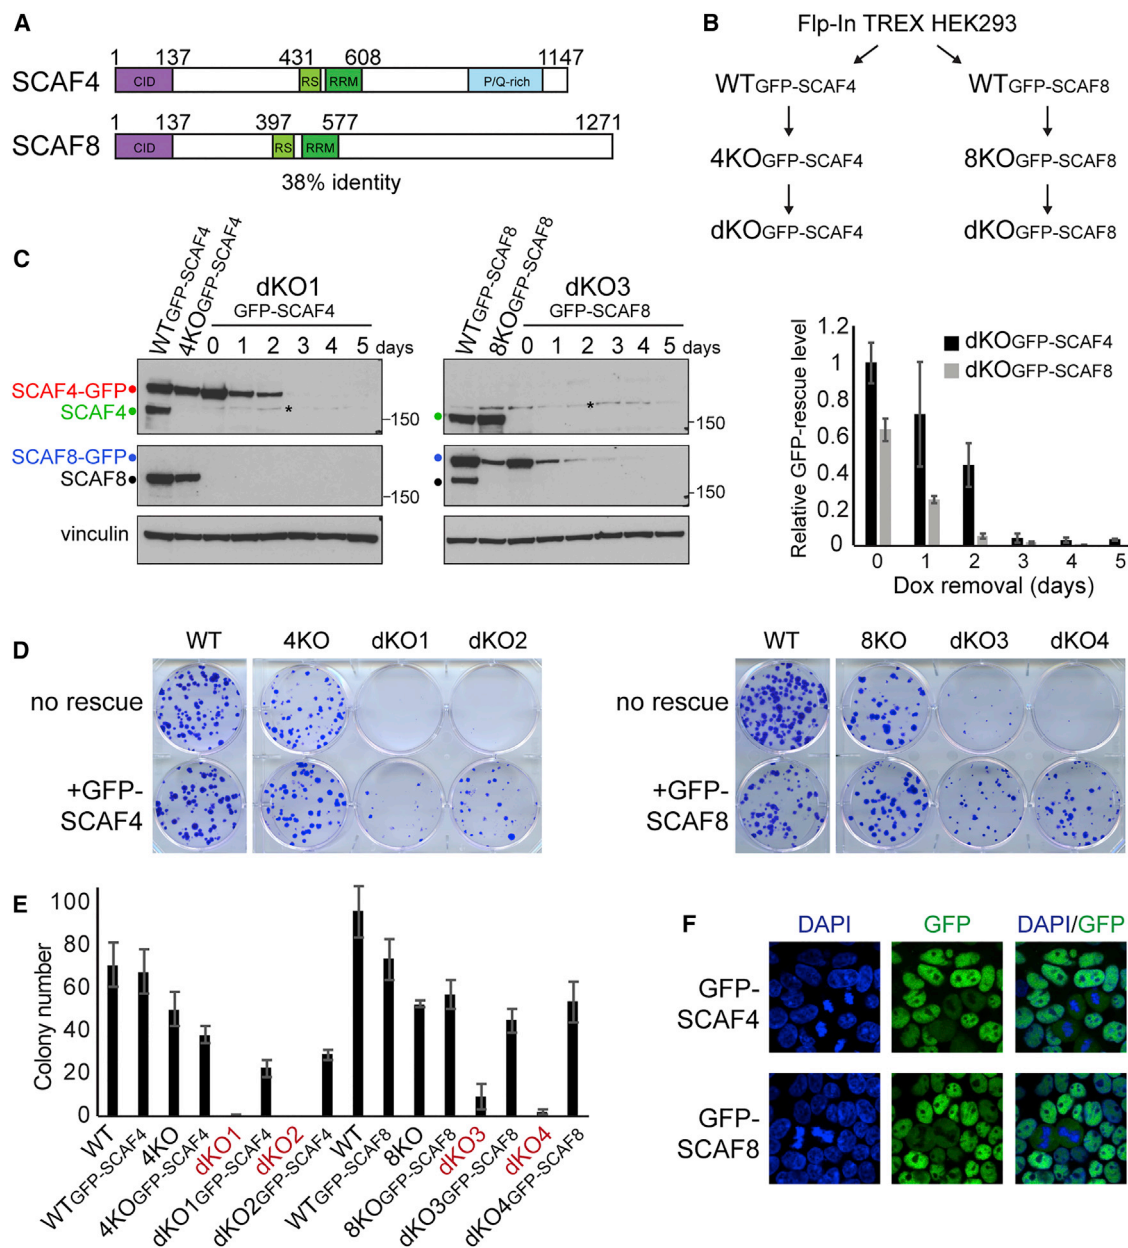 A
1 137 431 608 1147
SCAF4 CID RS RRM P/Q-rich
1 137 397 577 1271
SCAF8 CID RS RRM
38% identity
B
Flp-In TREX HEK293
WTGFP-SCAF4 WTGFP-SCAF8
4KOGFP-SCAF4 8KOGFP-SCAF8
dKOGFP-SCAF4 dKOGFP-SCAF8
C
WTGFP-SCAF4 4KOGFP-SCAF4 dKO1
GFP-SCAF4
0 1 2 3 4 5 days
SCAF4-GFP
SCAF4 * -150
SCAF8-GFP
SCAF8 -150
vinculin
WTGFP-SCAF8 8KOGFP-SCAF8 dKO3
GFP-SCAF8
0 1 2 3 4 5 days
* -150
-150
Relative GFP-rescue level
1.2
1
0.8
0.6
0.4
0.2
0
dKOGFP-SCAF4
dKOGFP-SCAF8
0 1 2 3 4 5
Dox removal (days)
D
WT 4KO dKO1 dKO2
no rescue
+GFP-
SCAF4
WT 8KO dKO3 dKO4
no rescue
+GFP-
SCAF8
E
Colony number
100
80
60
40
20
0
WT
WTGFP-SCAF4
4KO
4KOGFP-SCAF4
dKO1
dKO1GFP-SCAF4
dKO2
dKO2GFP-SCAF4
WT
WTGFP-SCAF8
8KO
8KOGFP-SCAF8
dKO3
dKO3GFP-SCAF8
dKO4
dKO4GFP-SCAF8
F
DAPI GFP DAPI/GFP
GFP-
SCAF4
GFP-
SCAF8